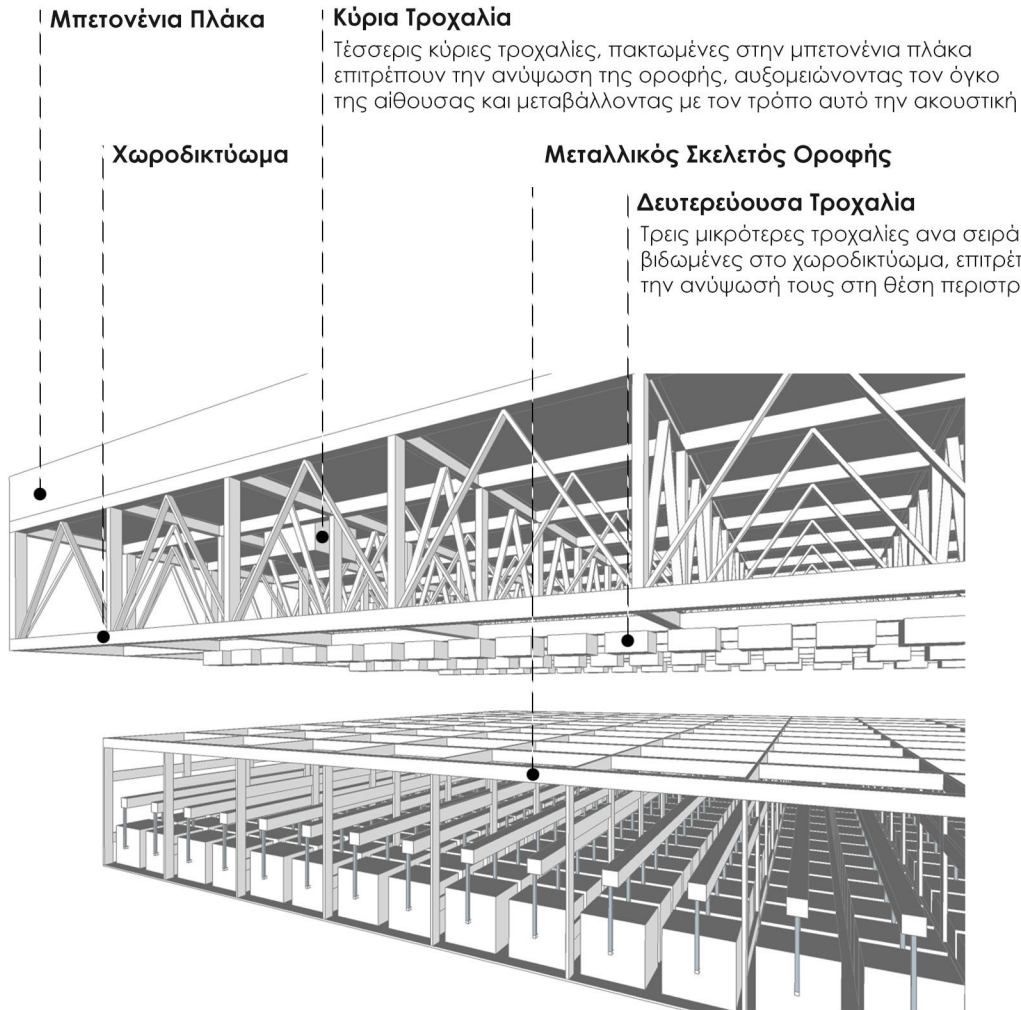 Μπετονένια Πλάκα
Κύρια Τροχαλία
Τέσσερις κύριες τροχαλίες, πακτωμένες στην μπετονένια πλάκα
επιτρέπουν την ανύψωση της οροφής, αυξομειώνοντας τον όγκο
της αίθουσας και μεταβάλλοντας με τον τρόπο αυτό την ακουστική
Χωροδικτύωμα
Μεταλλικός Σκελετός Οροφής
Δευτερεύουσα Τροχαλία
Τρεις μικρότερες τροχαλίες ανα σειρά
βιδωμένες στο χωροδικτύωμα,
την ανύψωσή τους στη θέση